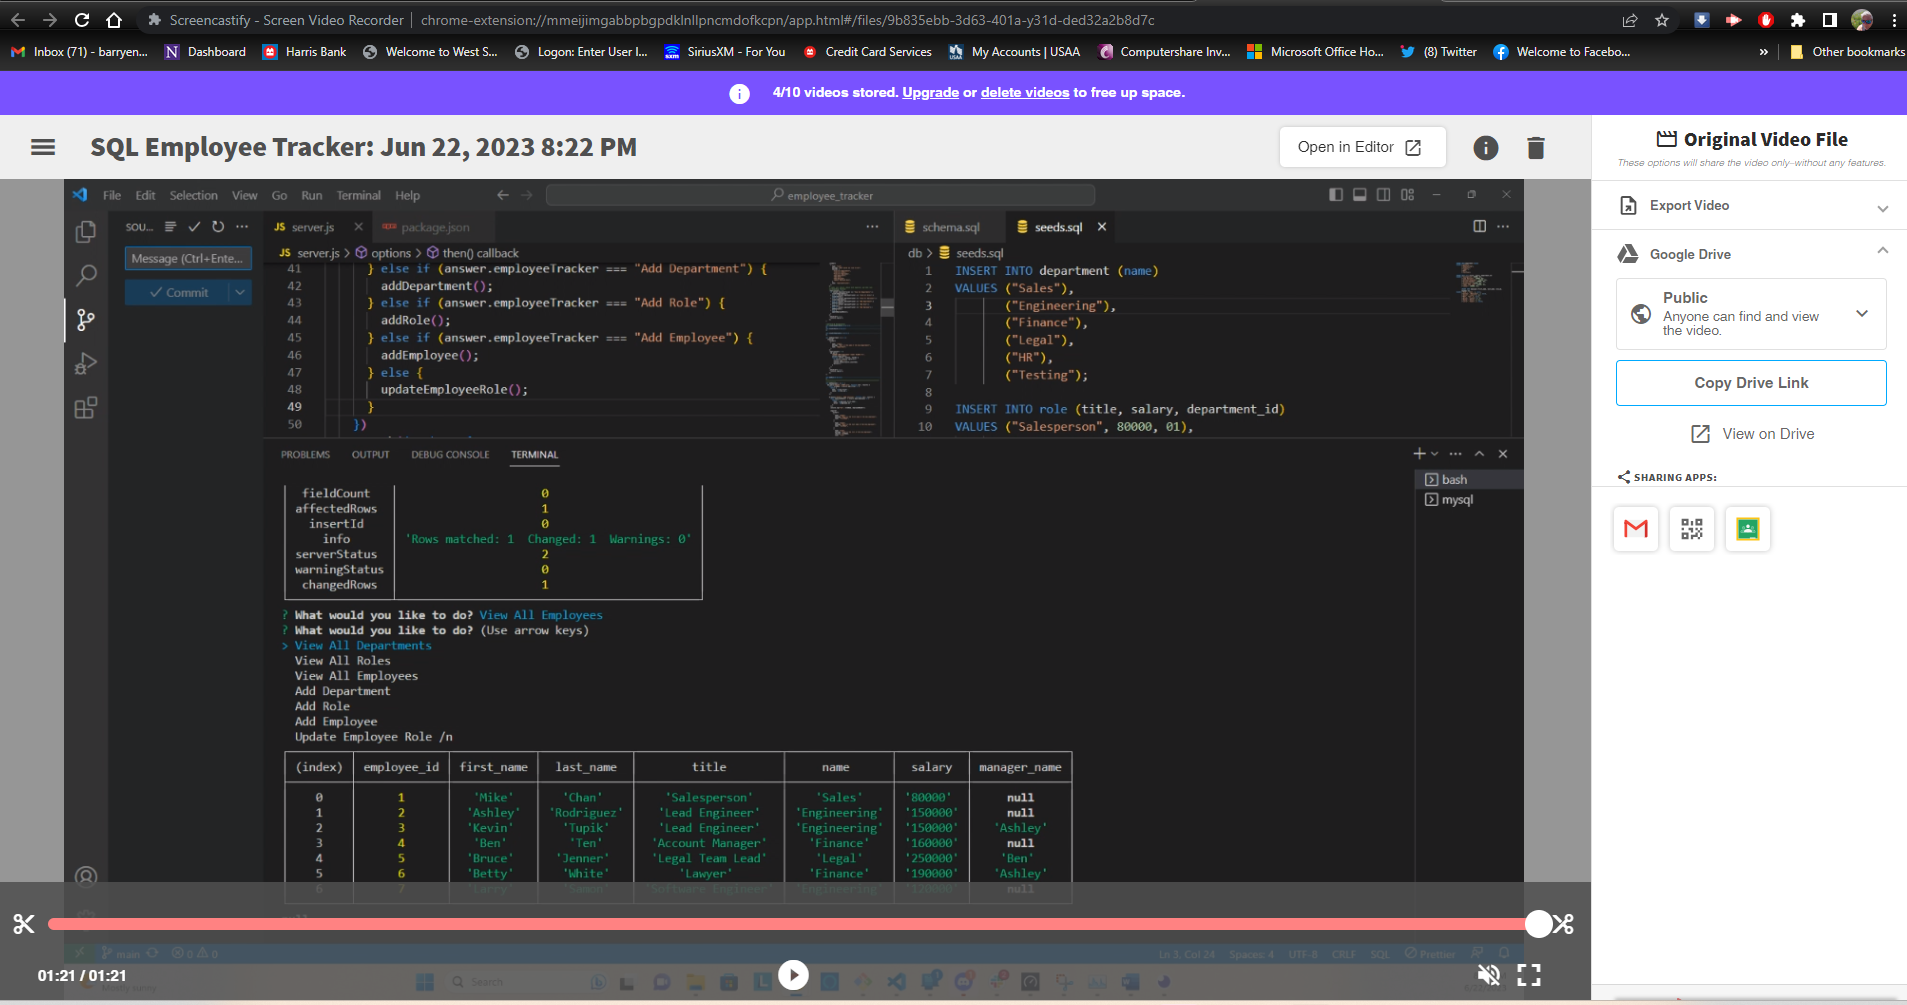 Screencastify - Screen Video Recorder | chrome-extension://mmeijimgabbpbgpdklnllpncmdofkcpn/app.html#/files/9b835ebb-3d63-401a-y31d-ded32a2b8d7c
Inbox (71) - barryen... Dashboard Harris Bank Welcome to West S... Logon: Enter User I... SiriusXM - For You Credit Card Services My Accounts | USAA Computershare Inv... Microsoft Office Ho... (8) Twitter Welcome to Facebo... » Other bookmarks
4/10 videos stored. Upgrade or delete videos to free up space.
SQL Employee Tracker: Jun 22, 2023 8:22 PM
Open in Editor
Original Video File
These options will share the video only–without any features.
Export Video
Google Drive
Public
Anyone can find and view
the video.
Copy Drive Link
View on Drive
SHARING APPS:
File Edit Selection View Go Run Terminal Help
employee_tracker
SOU...
Message (Ctrl+Ente...
Commit
JS server.js
package.json
JS server.js > options > then() callback
41 } else if (answer.employeeTracker === "Add Department") {
42 addDepartment();
43 } else if (answer.employeeTracker === "Add Role") {
44 addRole();
45 } else if (answer.employeeTracker === "Add Employee") {
46 addEmployee();
47 } else {
48 updateEmployeeRole();
49 }
50 })
schema.sql
seeds.sql
db > seeds.sql
1 INSERT INTO department (name)
2 VALUES ("Sales"),
3 ("Engineering"),
4 ("Finance"),
5 ("Legal"),
6 ("HR"),
7 ("Testing");
8
9 INSERT INTO role (title, salary, department_id)
10 VALUES ("Salesperson", 80000, 01),
PROBLEMS OUTPUT DEBUG CONSOLE TERMINAL
bash
mysql
fieldCount 0
affectedRows 1
insertId 0
info 'Rows matched: 1 Changed: 1 Warnings: 0'
serverStatus 2
warningStatus 0
changedRows 1
? What would you like to do? View All Employees
? What would you like to do? (Use arrow keys)
> View All Departments
View All Roles
View All Employees
Add Department
Add Role
Add Employee
Update Employee Role /n
(index) employee_id first_name last_name title name salary manager_name
0 1 'Mike' 'Chan' 'Salesperson' 'Sales' '80000' null
1 2 'Ashley' 'Rodriguez' 'Lead Engineer' 'Engineering' '150000' null
2 3 'Kevin' 'Tupik' 'Lead Engineer' 'Engineering' '150000' 'Ashley'
3 4 'Ben' 'Ten' 'Account Manager' 'Finance' '160000' null
4 5 'Bruce' 'Jenner' 'Legal Team Lead' 'Legal' '250000' 'Ben'
5 6 'Betty' 'White' 'Lawyer' 'Finance' '190000' 'Ashley'
6 7 'Larry' 'Samon' 'Software Engineer' 'Engineering' '120000' null
main 0 0
Ln 3, Col 24 Spaces: 4 UTF-8 CRLF SQL Prettier
01:21 / 01:21
Search